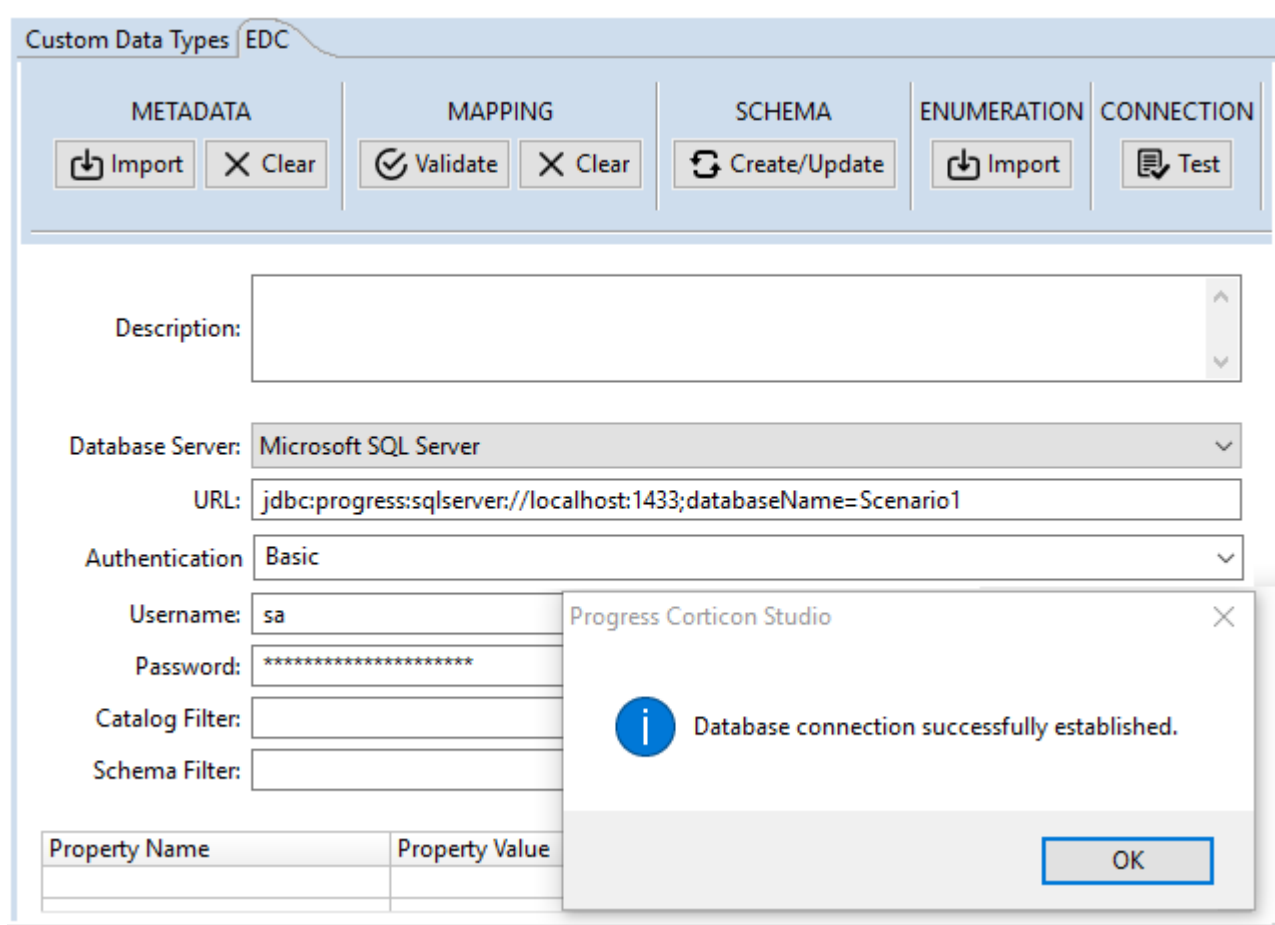 Custom Data Types EDC
METADATA MAPPING SCHEMA ENUMERATION CONNECTION
Import Clear Validate Clear Create/Update Import Test
Description:
Database Server: Microsoft SQL Server
URL: jdbc:progress:sqlserver://localhost:1433;databaseName=Scenario1
Authentication Basic
Username: sa
Progress Corticon Studio
Password: *********************
Catalog Filter:
Database connection successfully established.
Schema Filter:
Property Name Property Value
OK